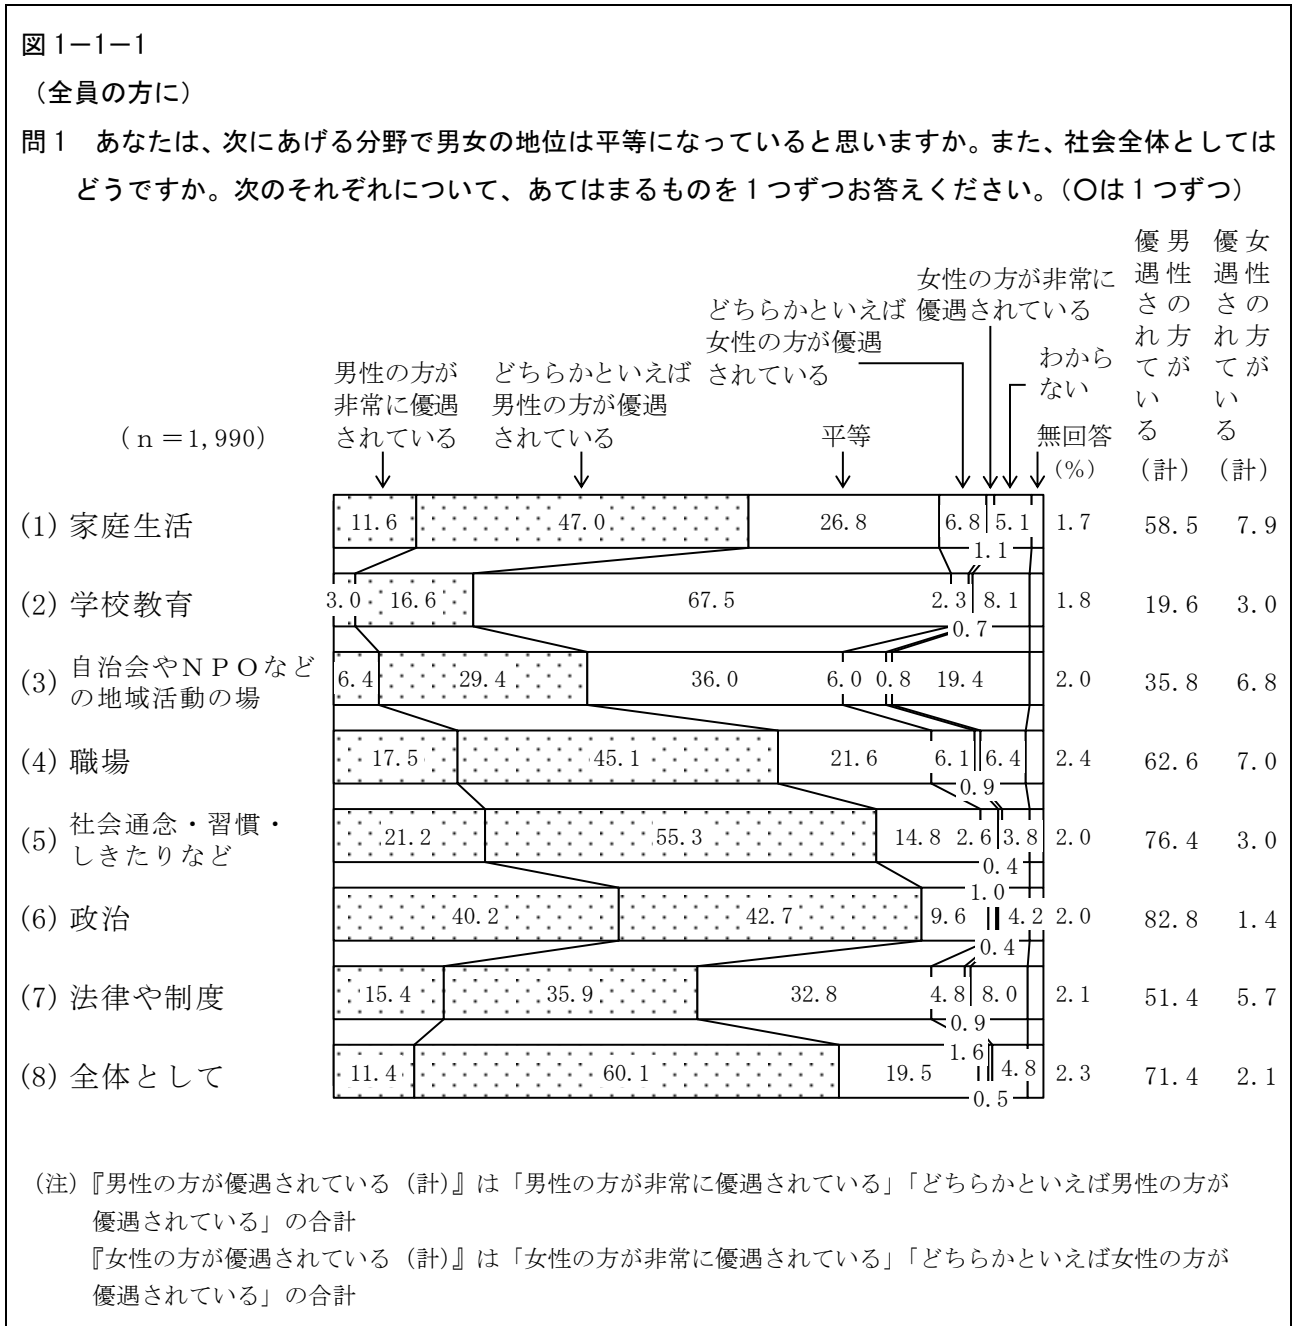 図1－1－1
（全員の方に）
問1　あなたは、次にあげる分野で男女の地位は平等になっていると思いますか。また、社会全体としては
どうですか。次のそれぞれについて、あてはまるものを1つずつお答えください。（〇は1つずつ）
（ｎ＝1,990）
男性の方が
非常に優遇
されている
どちらかといえば
男性の方が優遇
されている
平等
どちらかといえば
女性の方が優遇
されている
女性の方が非常に
優遇されている
わから
ない
無回答
(%)
男性の方が
優遇されている
（計）
女性の方が
優遇されている
（計）
(1) 家庭生活 11.6 47.0 26.8 6.8 1.1 5.1 1.7 58.5 7.9
(2) 学校教育 3.0 16.6 67.5 2.3 0.7 8.1 1.8 19.6 3.0
(3) 自治会やＮＰＯなど
の地域活動の場 6.4 29.4 36.0 6.0 0.8 19.4 2.0 35.8 6.8
(4) 職場 17.5 45.1 21.6 6.1 0.9 6.4 2.4 62.6 7.0
(5) 社会通念・習慣・
しきたりなど 21.2 55.3 14.8 2.6 0.4 3.8 2.0 76.4 3.0
(6) 政治 40.2 42.7 9.6 1.0 0.4 4.2 2.0 82.8 1.4
(7) 法律や制度 15.4 35.9 32.8 4.8 0.9 8.0 2.1 51.4 5.7
(8) 全体として 11.4 60.1 19.5 1.6 0.5 4.8 2.3 71.4 2.1
（注）『男性の方が優遇されている（計）』は「男性の方が非常に優遇されている」「どちらかといえば男性の方が
優遇されている」の合計
『女性の方が優遇されている（計）』は「女性の方が非常に優遇されている」「どちらかといえば女性の方が
優遇されている」の合計